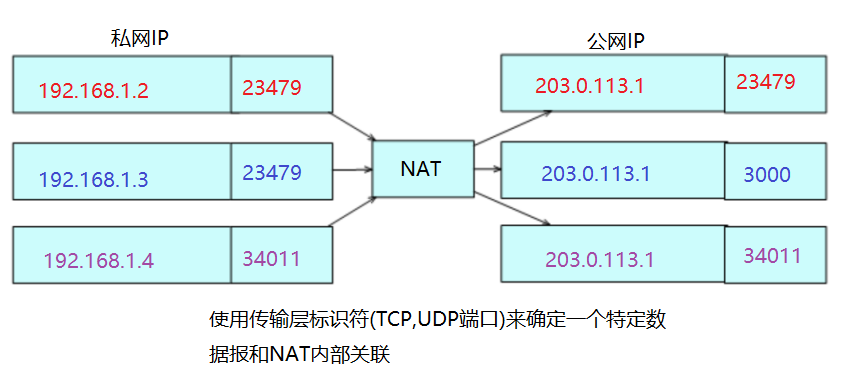 私网IP
公网IP
192.168.1.2 23479
203.0.113.1 23479
192.168.1.3 23479
NAT
203.0.113.1 3000
192.168.1.4 34011
203.0.113.1 34011
使用传输层标识符(TCP,UDP端口)来确定一个特定数
据报和NAT内部关联